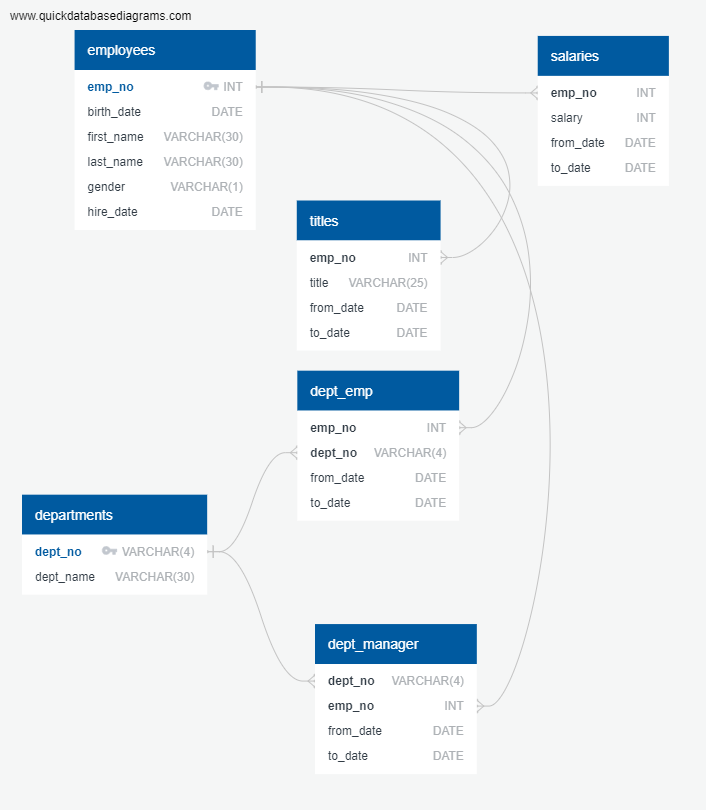 www.quickdatabasediagrams.com
employees
emp_no INT
birth_date DATE
first_name VARCHAR(30)
last_name VARCHAR(30)
gender VARCHAR(1)
hire_date DATE
salaries
emp_no INT
salary INT
from_date DATE
to_date DATE
titles
emp_no INT
title VARCHAR(25)
from_date DATE
to_date DATE
dept_emp
emp_no INT
dept_no VARCHAR(4)
from_date DATE
to_date DATE
departments
dept_no VARCHAR(4)
dept_name VARCHAR(30)
dept_manager
dept_no VARCHAR(4)
emp_no INT
from_date DATE
to_date DATE